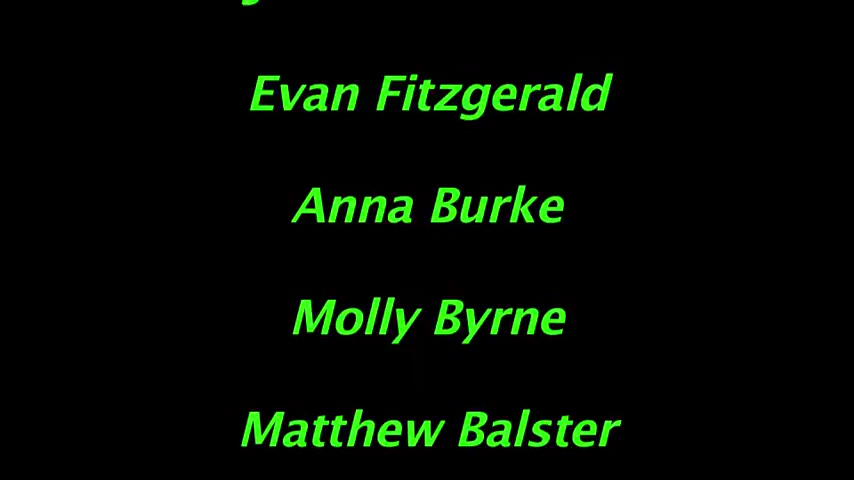 Evan Fitzgerald
Anna Burke
Molly Byrne
Matthew Balster